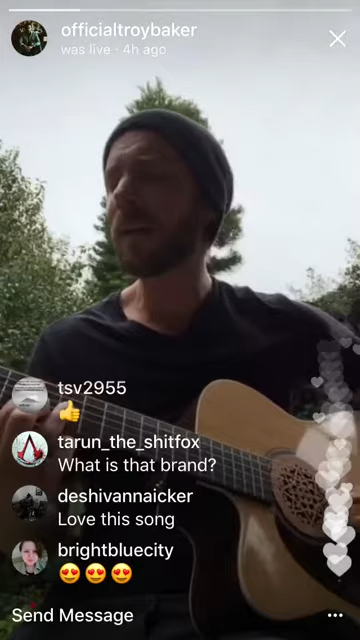 officialtroybaker
was live · 4h ago
tsv2955
👍
tarun_the_shitfox
What is that brand?
deshivannaicker
Love this song
brightbluecity
😍😍😍
Send Message